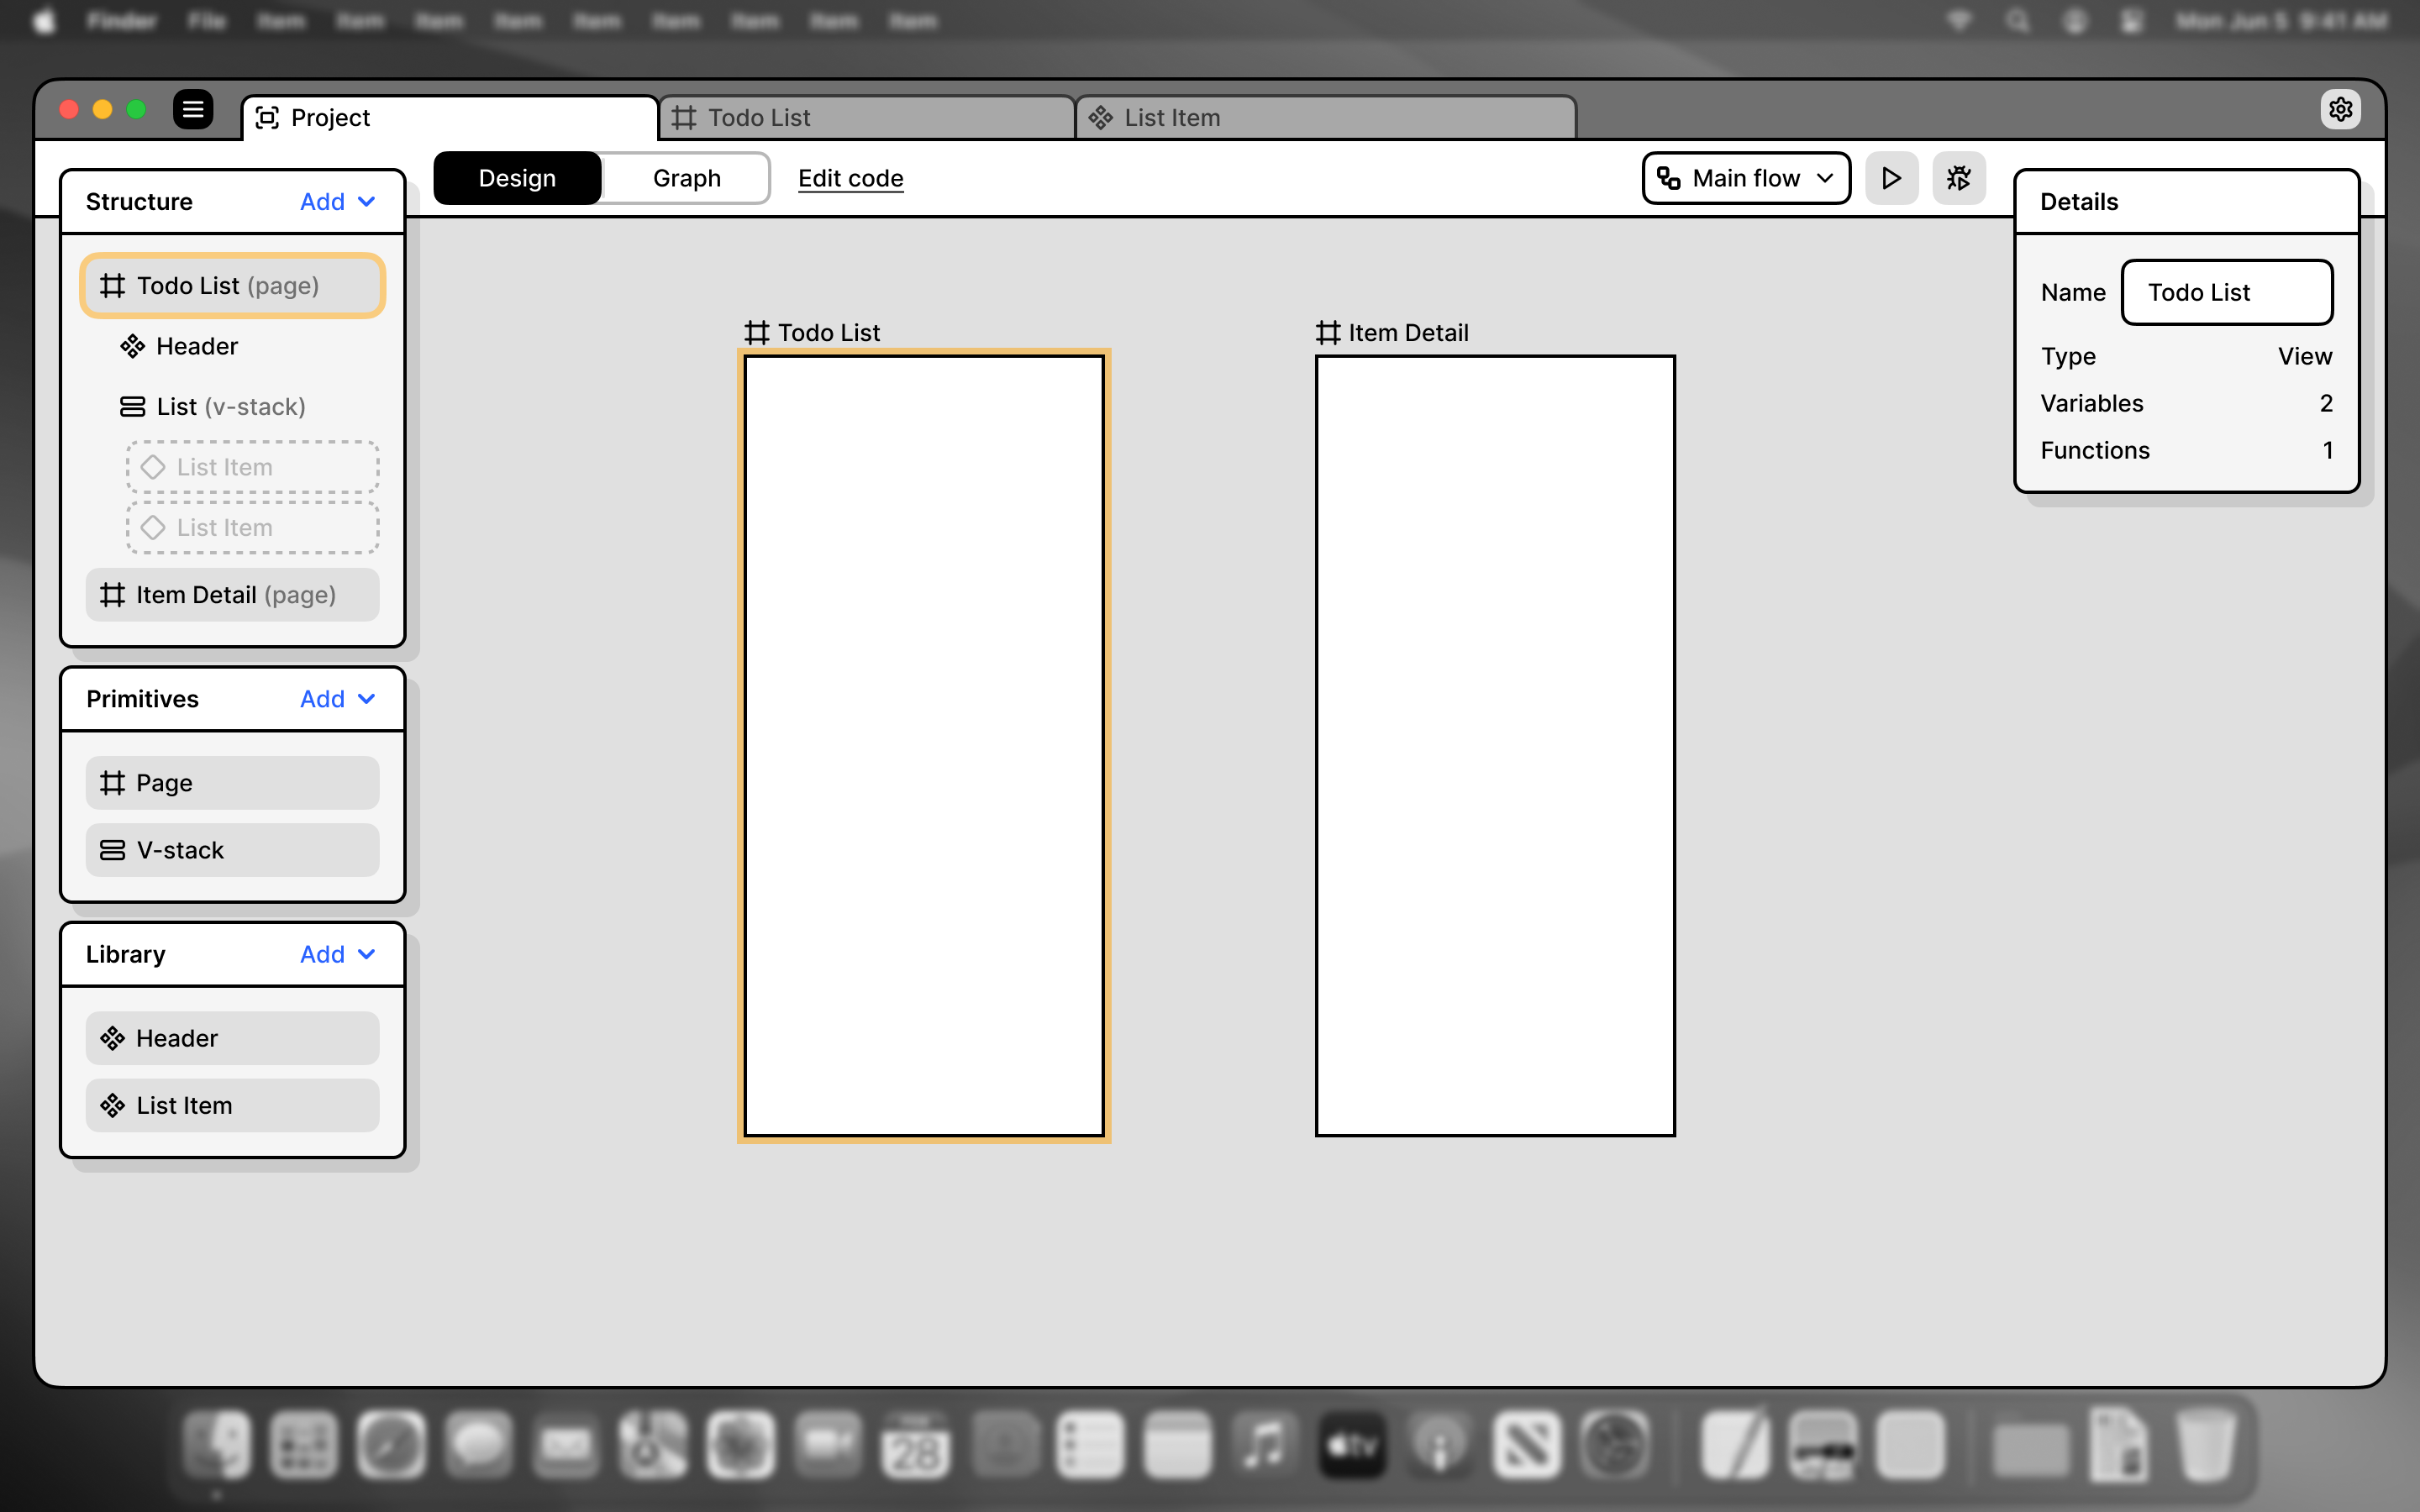 Finder File Item Item Item Item Item Item Item Item Item Mon Jun 5 9:41 AM
Project Todo List List Item
Design Graph Edit code Main flow
Structure Add
Todo List (page)
Header
List (v-stack)
List Item
List Item
Item Detail (page)
Primitives Add
Page
V-stack
Library Add
Header
List Item
Todo List
Item Detail
Details
Name Todo List
Type View
Variables 2
Functions 1
28
tv